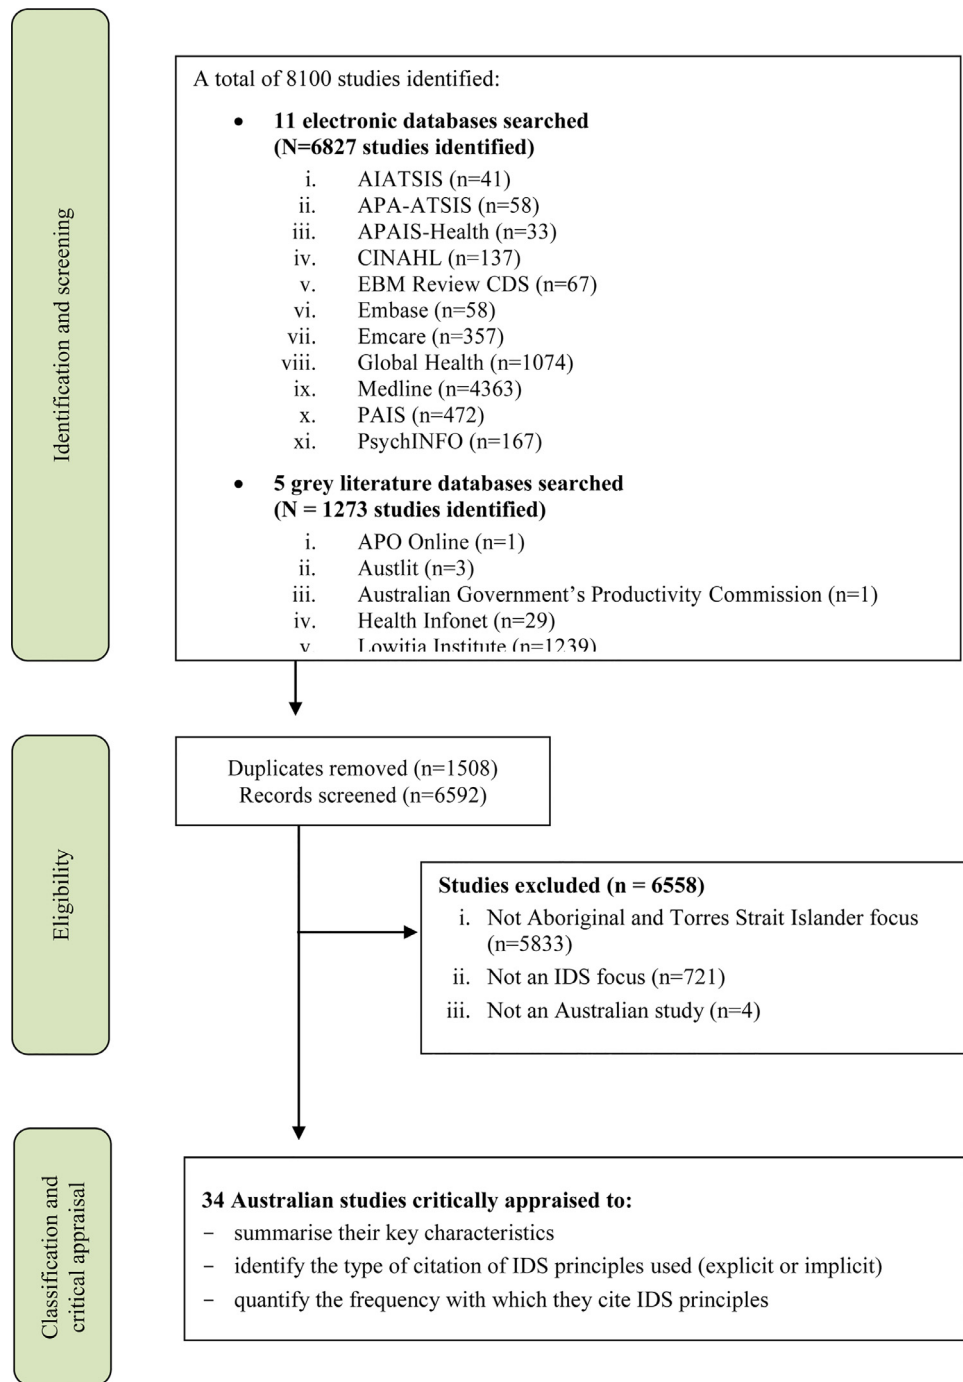 Identification and screening
A total of 8100 studies identified:
• 11 electronic databases searched
(N=6827 studies identified)
i. AIATSIS (n=41)
ii. APA-ATSIS (n=58)
iii. APAIS-Health (n=33)
iv. CINAHL (n=137)
v. EBM Review CDS (n=67)
vi. Embase (n=58)
vii. Emcare (n=357)
viii. Global Health (n=1074)
ix. Medline (n=4363)
x. PAIS (n=472)
xi. PsychINFO (n=167)
• 5 grey literature databases searched
(N = 1273 studies identified)
i. APO Online (n=1)
ii. Austlit (n=3)
iii. Australian Government's Productivity Commission (n=1)
iv. Health Infonet (n=29)
v. Lowitja Institute (n=1239)
Eligibility
Duplicates removed (n=1508)
Records screened (n=6592)
Studies excluded (n = 6558)
i. Not Aboriginal and Torres Strait Islander focus
(n=5833)
ii. Not an IDS focus (n=721)
iii. Not an Australian study (n=4)
Classification and
critical appraisal
34 Australian studies critically appraised to:
– summarise their key characteristics
– identify the type of citation of IDS principles used (explicit or implicit)
– quantify the frequency with which they cite IDS principles